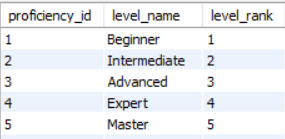 proficiency_id level_name level_rank
1 Beginner 1
2 Intermediate 2
3 Advanced 3
4 Expert 4
5 Master 5